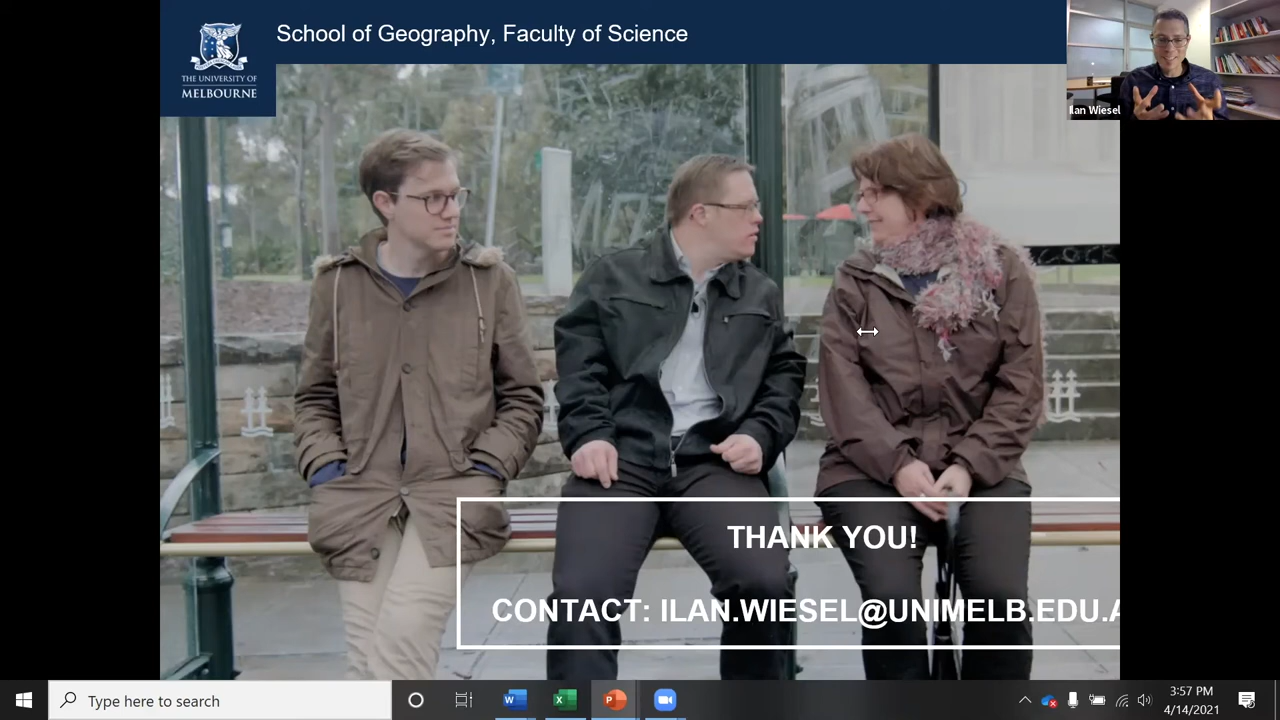 School of Geography, Faculty of Science
THE UNIVERSITY OF
MELBOURNE
Ilan Wiesel
THANK YOU!
CONTACT: ILAN.WIESEL@UNIMELB.EDU.A
Type here to search
3:57 PM
4/14/2021